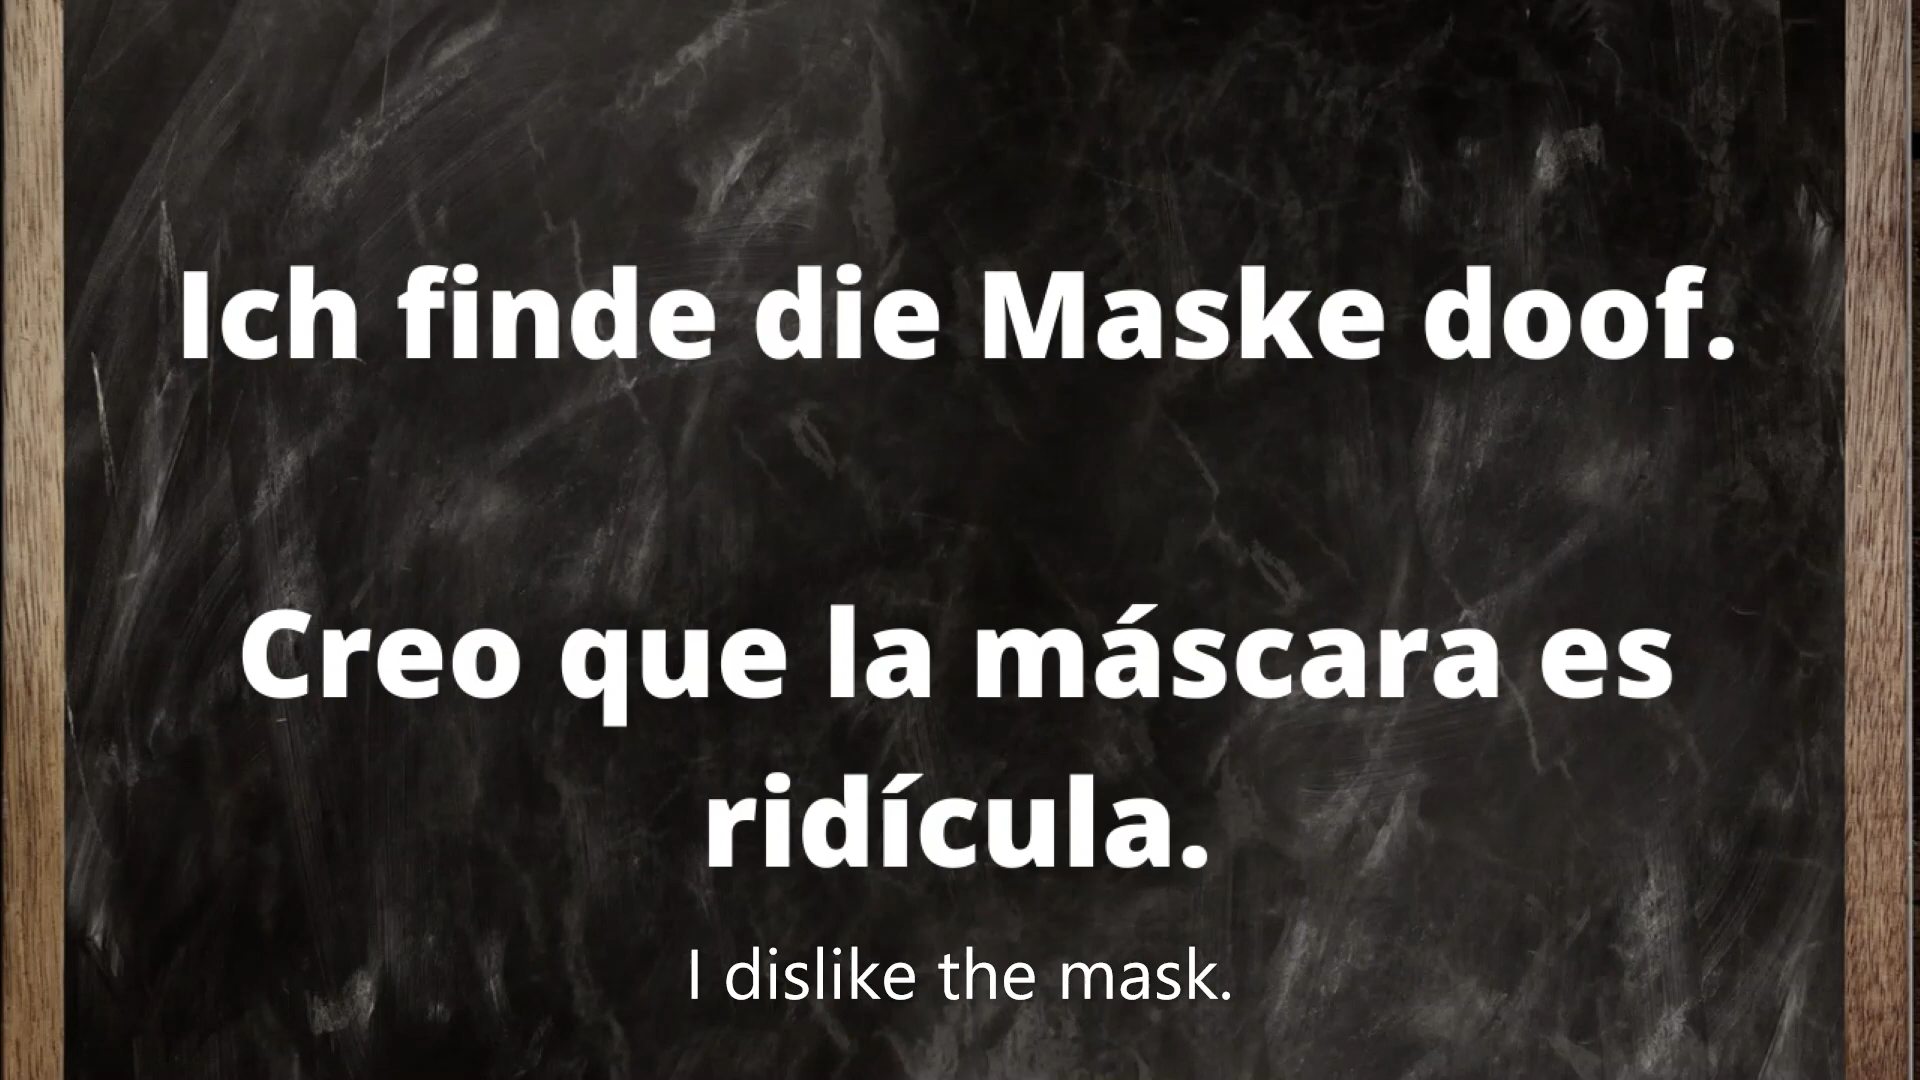 Ich finde die Maske doof.
Creo que la máscara es
ridícula.
I dislike the mask.